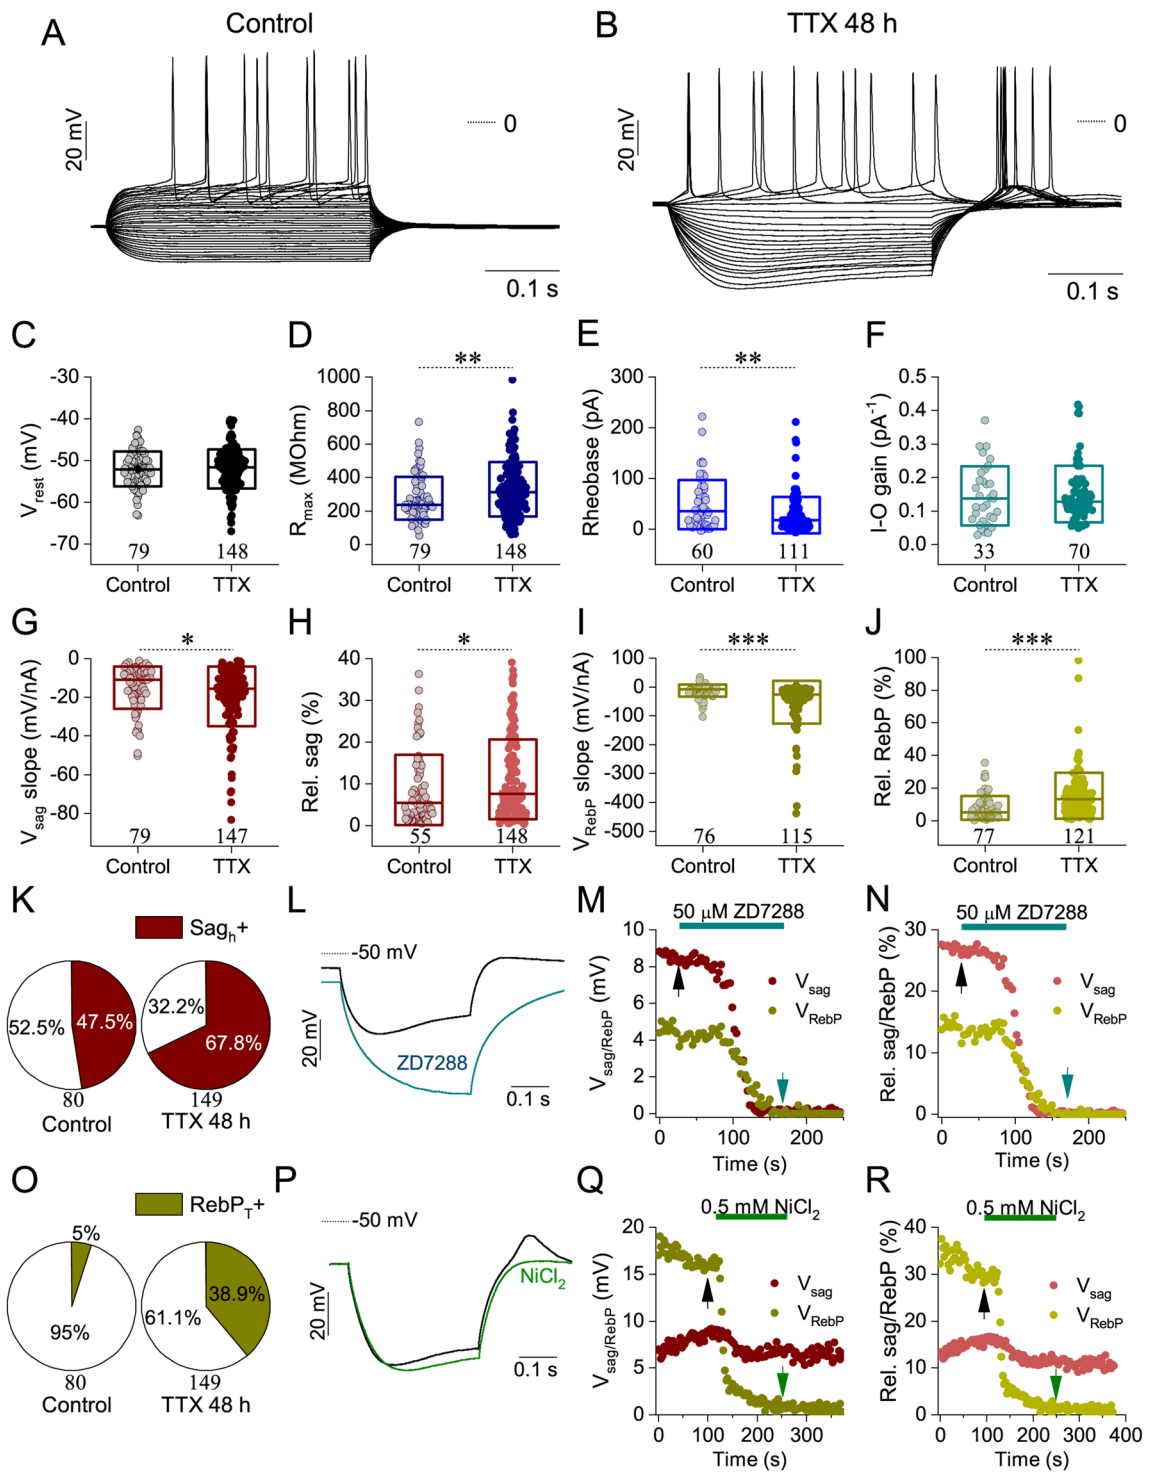 A
Control
20 mV
0
0.1 s
B
TTX 48 h
20 mV
0
0.1 s
C
Vrest (mV)
-30
-40
-50
-60
-70
79
148
Control
TTX
D
**
Rmax (MOhm)
1000
800
600
400
200
0
79
148
Control
TTX
E
**
Rheobase (pA)
300
200
100
0
60
111
Control
TTX
F
I-O gain (pA-1)
0.5
0.4
0.3
0.2
0.1
0.0
33
70
Control
TTX
G
*
Vsag slope (mV/nA)
0
-20
-40
-60
-80
79
147
Control
TTX
H
*
Rel. sag (%)
40
30
20
10
0
55
148
Control
TTX
I
***
VRebP slope (mV/nA)
100
0
-100
-200
-300
-400
-500
76
115
Control
TTX
J
***
Rel. RebP (%)
100
80
60
40
20
0
77
121
Control
TTX
K
Sagh+
52.5%
47.5%
32.2%
67.8%
80
Control
149
TTX 48 h
L
-50 mV
20 mV
ZD7288
0.1 s
M
50 μM ZD7288
Vsag/RebP (mV)
10
8
6
4
2
0
Vsag
VRebP
0
100
200
Time (s)
N
50 μM ZD7288
Rel. sag/RebP (%)
30
20
10
0
Vsag
VRebP
0
100
200
Time (s)
O
RebPT+
5%
95%
61.1%
38.9%
80
Control
149
TTX 48 h
P
-50 mV
20 mV
NiCl2
0.1 s
Q
0.5 mM NiCl2
Vsag/RebP (mV)
20
15
10
5
0
Vsag
VRebP
0
100
200
300
Time (s)
R
0.5 mM NiCl2
Rel. sag/RebP (%)
40
30
20
10
0
Vsag
VRebP
0
100
200
300
400
Time (s)